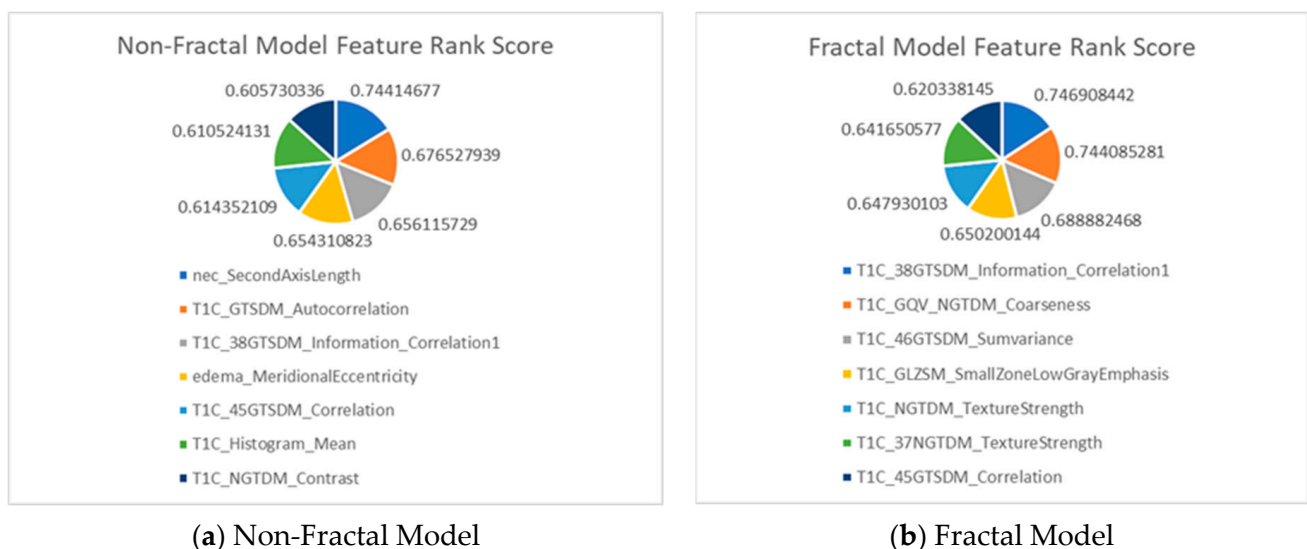 Non-Fractal Model Feature Rank Score
0.605730336
0.74414677
0.610524131
0.676527939
0.614352109
0.656115729
0.654310823
nec_SecondAxisLength
T1C_GTSDM_Autocorrelation
T1C_38GTSDM_Information_Correlation1
edema_MeridionalEccentricity
T1C_45GTSDM_Correlation
T1C_Histogram_Mean
T1C_NGTDM_Contrast
(a) Non-Fractal Model
Fractal Model Feature Rank Score
0.620338145
0.746908442
0.641650577
0.744085281
0.647930103
0.688882468
0.650200144
T1C_38GTSDM_Information_Correlation1
T1C_GQV_NGTDM_Coarseness
T1C_46GTSDM_Sumvariance
T1C_GLZSM_SmallZoneLowGrayEmphasis
T1C_NGTDM_TextureStrength
T1C_37NGTDM_TextureStrength
T1C_45GTSDM_Correlation
(b) Fractal Model